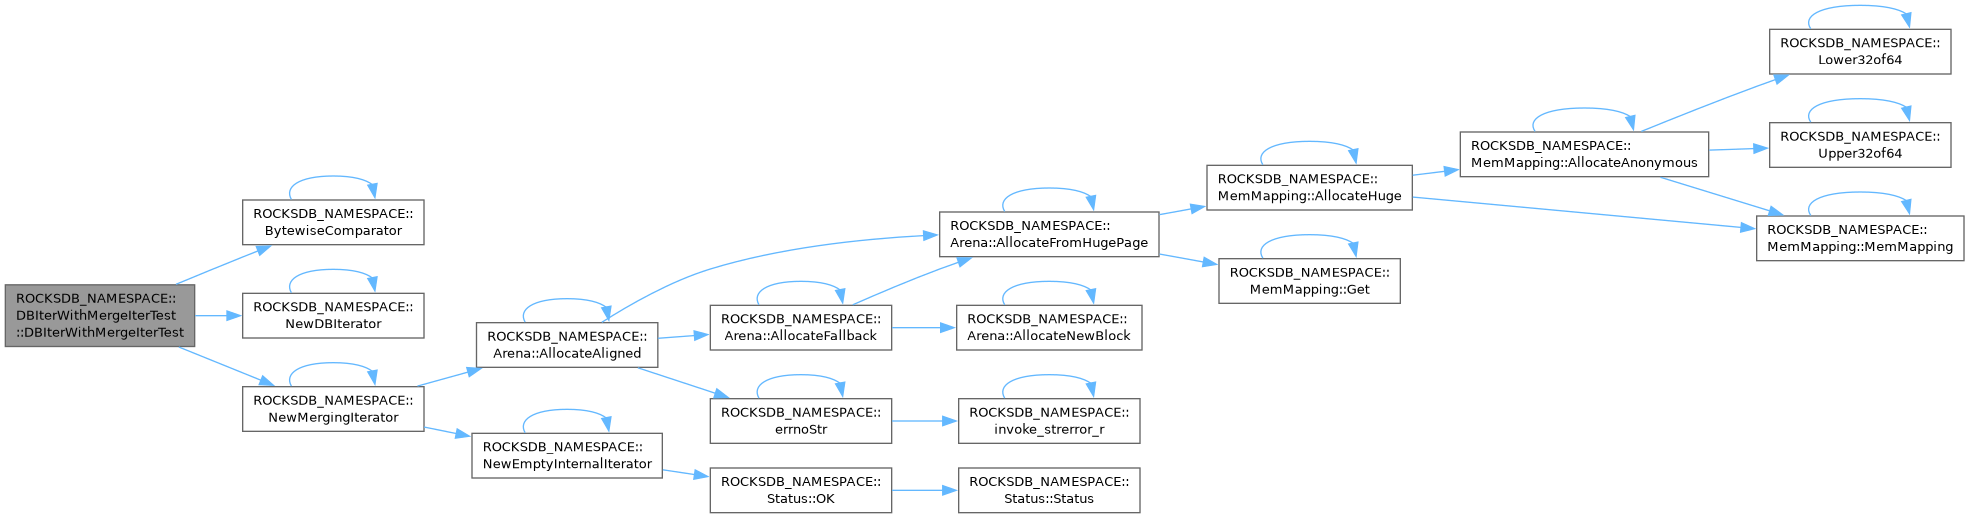 ROCKSDB_NAMESPACE::
DBIterWithMergeIterTest
::DBIterWithMergeIterTest
ROCKSDB_NAMESPACE::
BytewiseComparator
ROCKSDB_NAMESPACE::
NewDBIterator
ROCKSDB_NAMESPACE::
NewMergingIterator
ROCKSDB_NAMESPACE::
Arena::AllocateAligned
ROCKSDB_NAMESPACE::
NewEmptyInternalIterator
ROCKSDB_NAMESPACE::
Arena::AllocateFallback
ROCKSDB_NAMESPACE::
errnoStr
ROCKSDB_NAMESPACE::
Status::OK
ROCKSDB_NAMESPACE::
Arena::AllocateFromHugePage
ROCKSDB_NAMESPACE::
Arena::AllocateNewBlock
ROCKSDB_NAMESPACE::
invoke_strerror_r
ROCKSDB_NAMESPACE::
Status::Status
ROCKSDB_NAMESPACE::
MemMapping::AllocateHuge
ROCKSDB_NAMESPACE::
MemMapping::Get
ROCKSDB_NAMESPACE::
MemMapping::AllocateAnonymous
ROCKSDB_NAMESPACE::
Lower32of64
ROCKSDB_NAMESPACE::
Upper32of64
ROCKSDB_NAMESPACE::
MemMapping::MemMapping